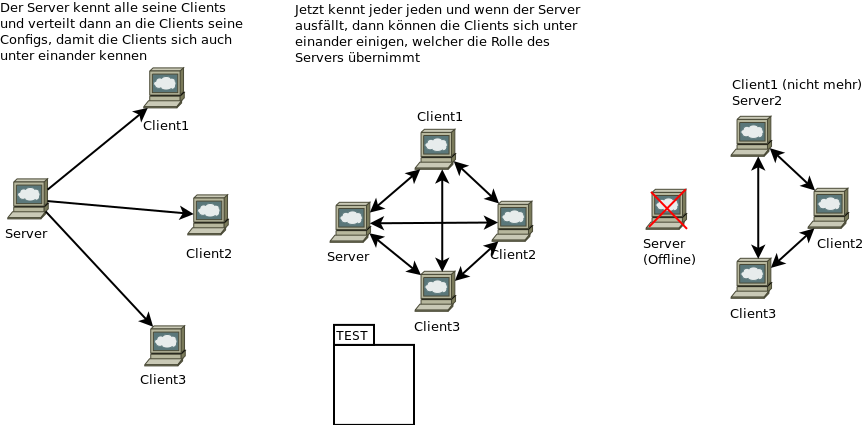 Der Server kennt alle seine Clients
und verteilt dann an die Clients seine
Configs, damit die Clients sich auch
unter einander kennen
Client1
Server
Client2
Client3
Jetzt kennt jeder jeden und wenn der Server
ausfällt, dann können die Clients sich unter
einander einigen, welcher die Rolle des
Servers übernimmt
Client1
Server
Client2
Client3
TEST
Client1 (nicht mehr)
Server2
Server
(Offline)
Client2
Client3